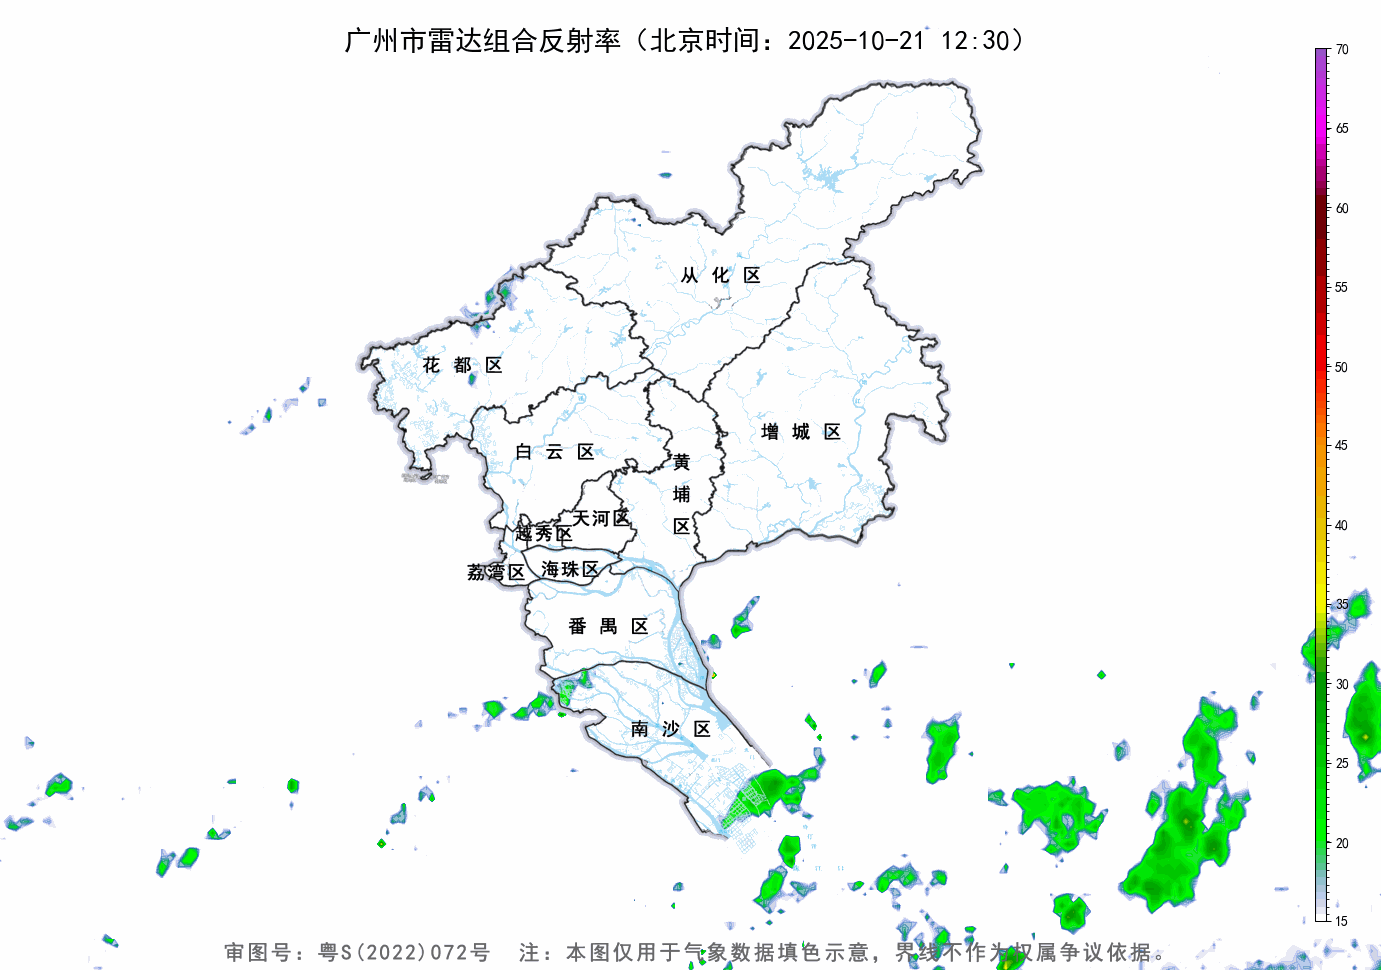 广州市雷达组合反射率（北京时间：2025-10-21 12:30）
70
65
60
55
50
45
40
35
30
25
20
15
从化区
花都区
增城区
白云区
黄埔区
天河区
越秀区
荔湾区
海珠区
番禺区
南沙区
审图号：粤S(2022)072号 注：本图仅用于气象数据填色示意，界线不作为权属争议依据。